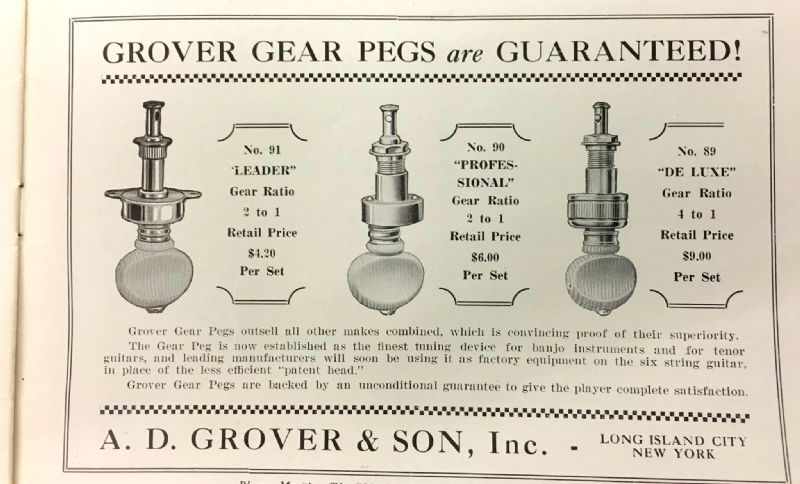 GROVER GEAR PEGS are GUARANTEED!
No. 91
"LEADER"
Gear Ratio
2 to 1
Retail Price
$4.20
Per Set
No. 90
"PROFES-
SIONAL"
Gear Ratio
2 to 1
Retail Price
$6.00
Per Set
No. 89
"DE LUXE"
Gear Ratio
4 to 1
Retail Price
$9.00
Per Set
Grover Gear Pegs outsell all other makes combined, which is convincing proof of their superiority.
The Gear Peg is now established as the finest tuning device for banjo instruments and for tenor
guitars, and leading manufacturers will soon be using it as factory equipment on the six string guitar,
in place of the less efficient "patent head."
Grover Gear Pegs are backed by an unconditional guarantee to give the player complete satisfaction.
A. D. GROVER & SON, Inc. - LONG ISLAND CITY
NEW YORK